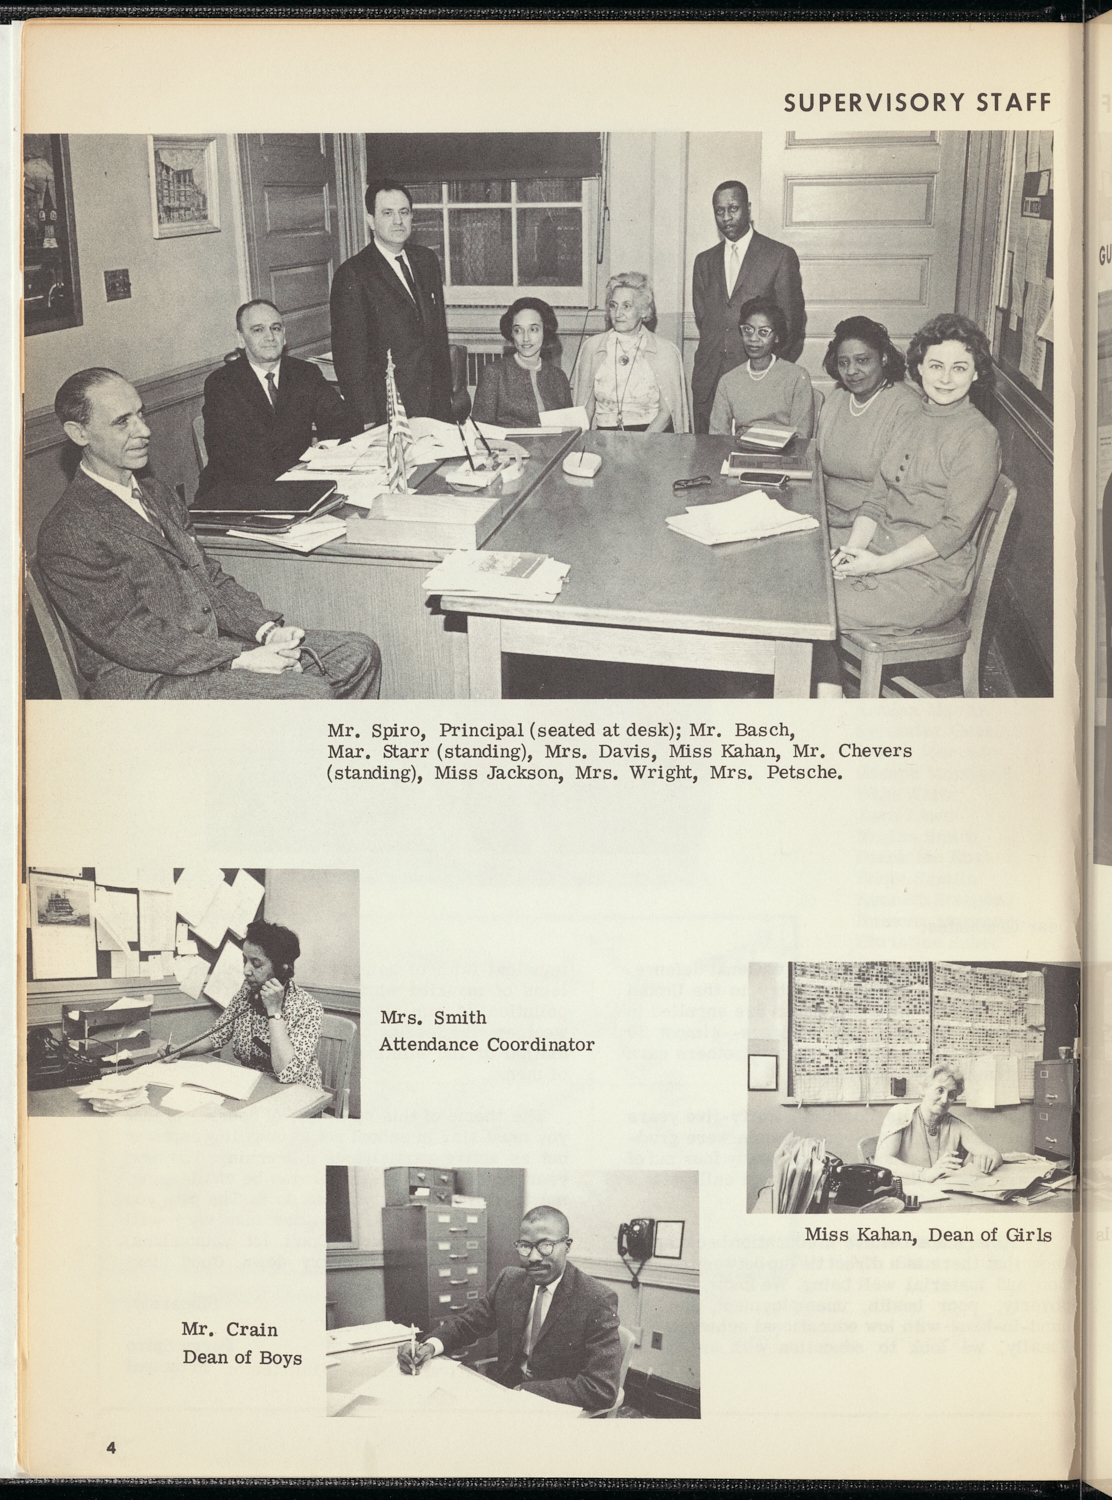 SUPERVISORY STAFF
Mr. Spiro, Principal (seated at desk); Mr. Basch,
Mar. Starr (standing), Mrs. Davis, Miss Kahan, Mr. Chevers
(standing), Miss Jackson, Mrs. Wright, Mrs. Petsche.
Mrs. Smith
Attendance Coordinator
Miss Kahan, Dean of Girls
Mr. Crain
Dean of Boys
4
GU